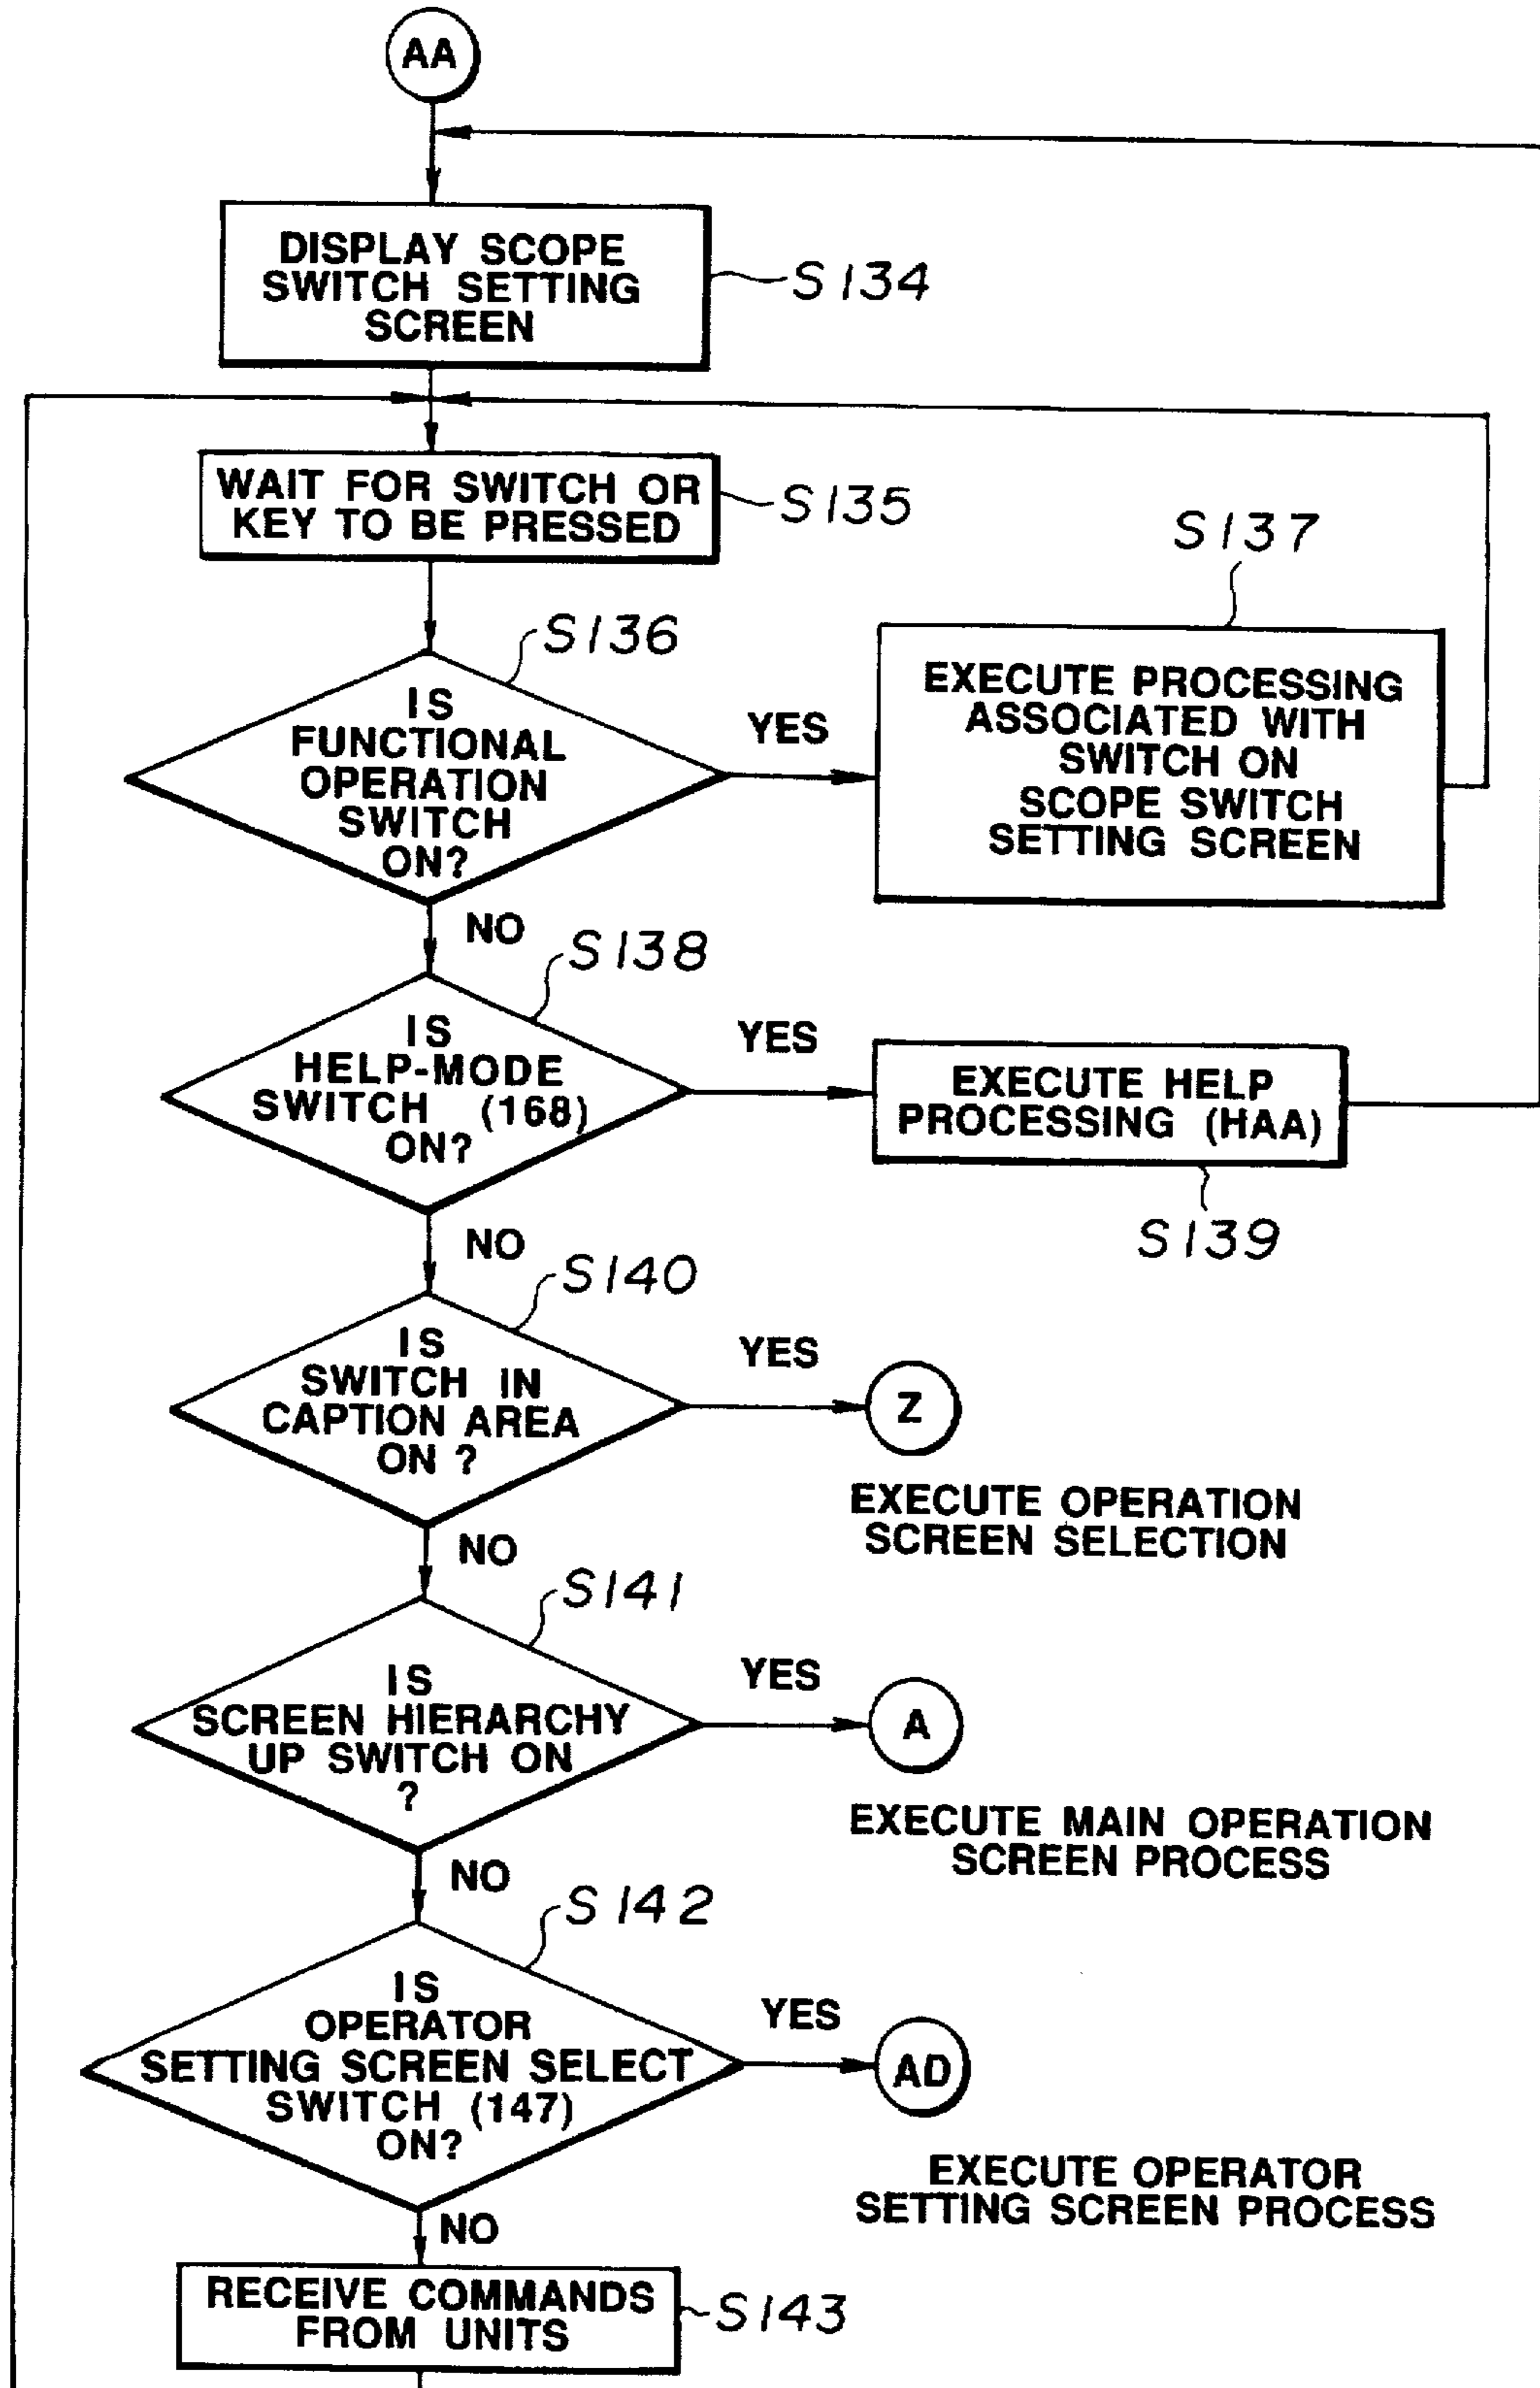 AA
DISPLAY SCOPE
SWITCH SETTING
SCREEN
S134
WAIT FOR SWITCH OR
KEY TO BE PRESSED
S135
S136
IS
FUNCTIONAL
OPERATION
SWITCH
ON?
YES
S137
EXECUTE PROCESSING
ASSOCIATED WITH
SWITCH ON
SCOPE SWITCH
SETTING SCREEN
NO
S138
IS
HELP-MODE
SWITCH (168)
ON?
YES
EXECUTE HELP
PROCESSING (HAA)
S139
NO
S140
IS
SWITCH IN
CAPTION AREA
ON ?
YES
Z
EXECUTE OPERATION
SCREEN SELECTION
NO
S141
IS
SCREEN HIERARCHY
UP SWITCH ON
?
YES
A
EXECUTE MAIN OPERATION
SCREEN PROCESS
NO
S142
IS
OPERATOR
SETTING SCREEN SELECT
SWITCH (147)
ON?
YES
AD
EXECUTE OPERATOR
SETTING SCREEN PROCESS
NO
RECEIVE COMMANDS
FROM UNITS
S143